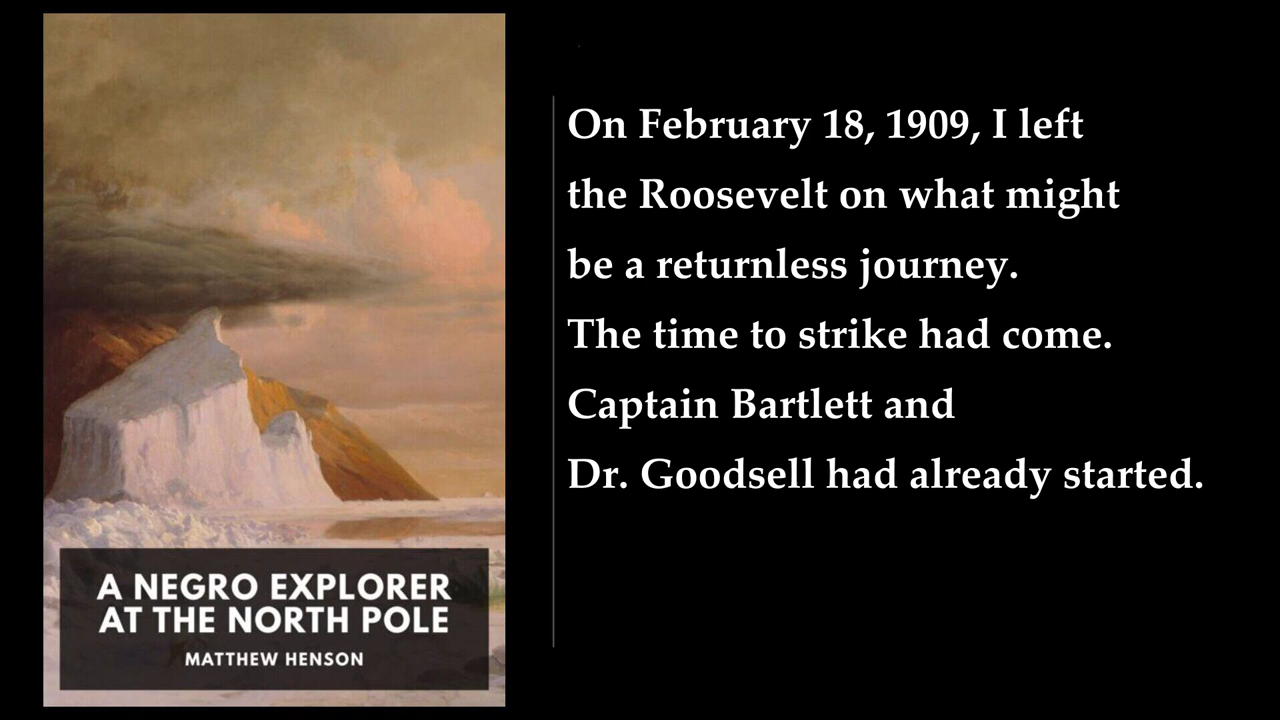 On February 18, 1909, I left
the Roosevelt on what might
be a returnless journey.
The time to strike had come.
Captain Bartlett and
Dr. Goodsell had already started.
A NEGRO EXPLORER
AT THE NORTH POLE
MATTHEW HENSON